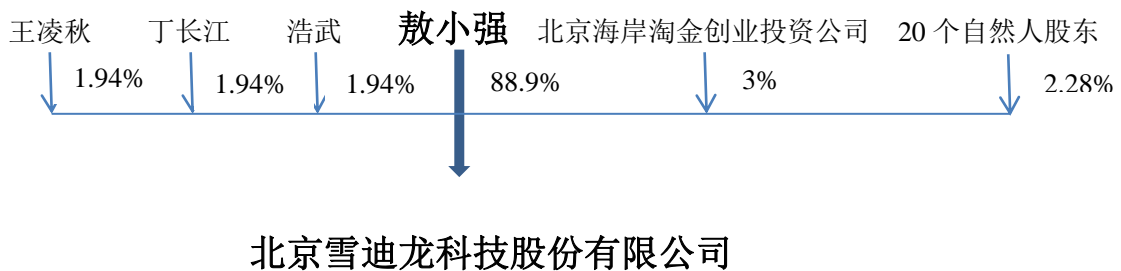 王凌秋 丁长江 浩武 敖小强 北京海岸淘金创业投资公司 20 个自然人股东
1.94% 1.94% 1.94% 88.9% 3% 2.28%
北京雪迪龙科技股份有限公司